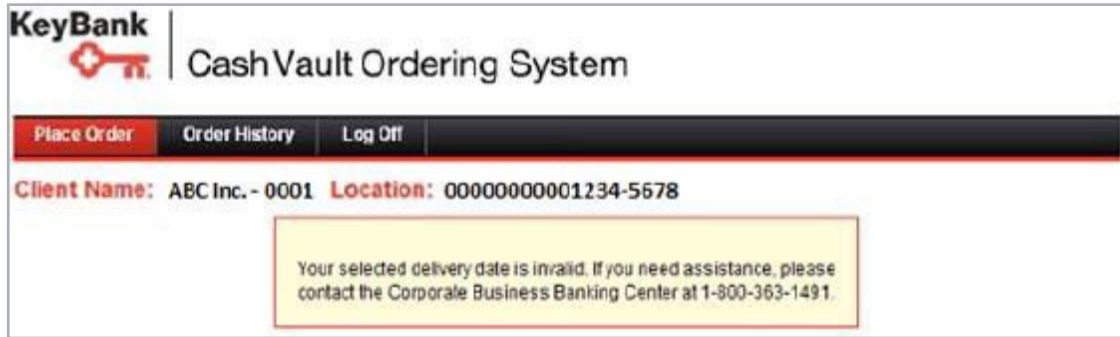 KeyBank
Cash Vault Ordering System
Place Order Order History Log Off
Client Name: ABC Inc. - 0001 Location: 00000000001234-5678
Your selected delivery date is invalid. If you need assistance, please
contact the Corporate Business Banking Center at 1-800-363-1491.